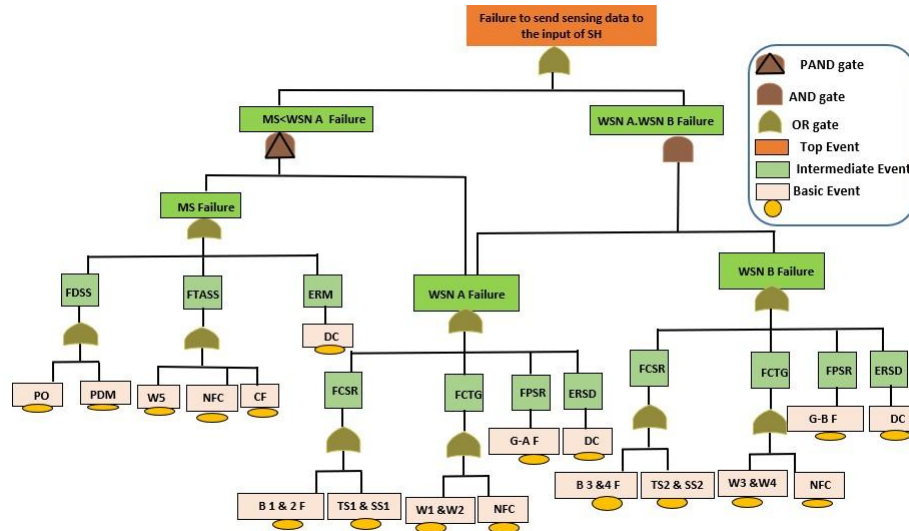 Failure to send sensing data to
the input of SH
PAND gate
AND gate
OR gate
Top Event
Intermediate Event
Basic Event
MS<WSN A Failure
WSN A.WSN B Failure
MS Failure
WSN A Failure
WSN B Failure
FDSS
FTASS
ERM
DC
PO
PDM
W5
NFC
CF
FCSR
FCTG
FPSR
ERSD
G-A F
DC
B 1 & 2 F
TS1 & SS1
W1 &W2
NFC
FCSR
FCTG
FPSR
ERSD
G-B F
DC
B 3 &4 F
TS2 & SS2
W3 &W4
NFC